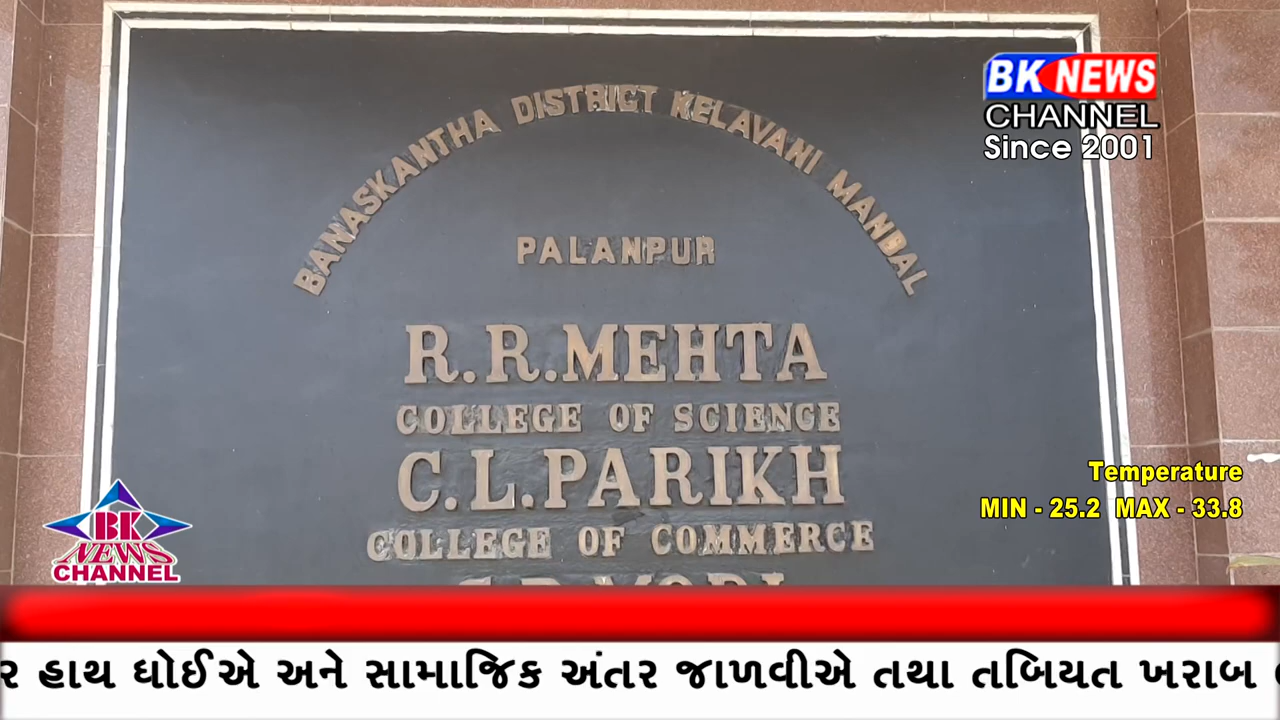 BANASKANTHA DISTRICT KELAVANI MANDAL
PALANPUR
R.R.MEHTA
COLLEGE OF SCIENCE
C.L.PARIKH
COLLEGE OF COMMERCE
BK NEWS
CHANNEL
Since 2001
Temperature
MIN - 25.2 MAX - 33.8
BK
NEWS
CHANNEL
હાથ ધોઈએ અને સામાજિક અંતર જાળવીએ તથા તબિયત ખરાબ